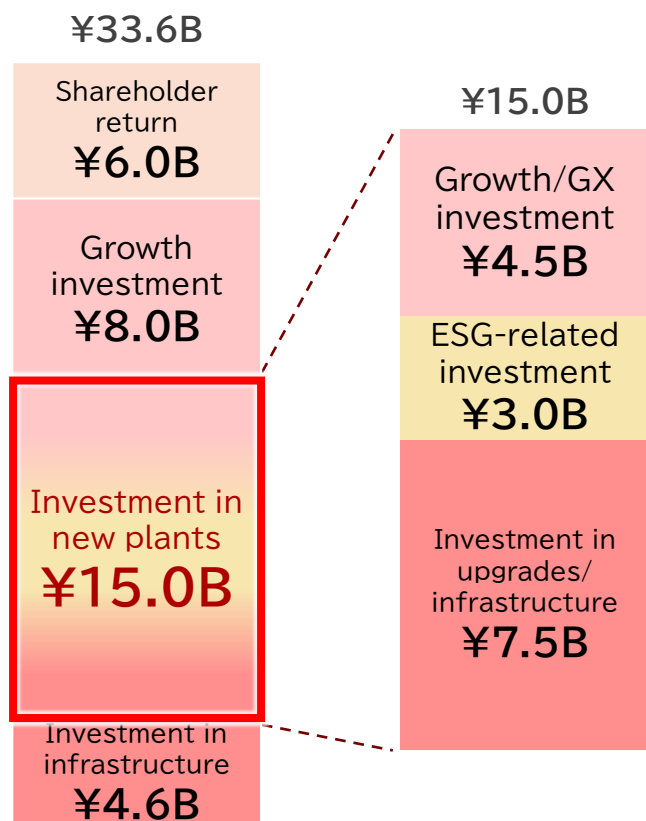 ¥33.6B
Shareholder
return
¥6.0B
Growth
investment
¥8.0B
Investment in
new plants
¥15.0B
Investment in
infrastructure
¥4.6B
¥15.0B
Growth/GX
investment
¥4.5B
ESG-related
investment
¥3.0B
Investment in
upgrades/
infrastructure
¥7.5B